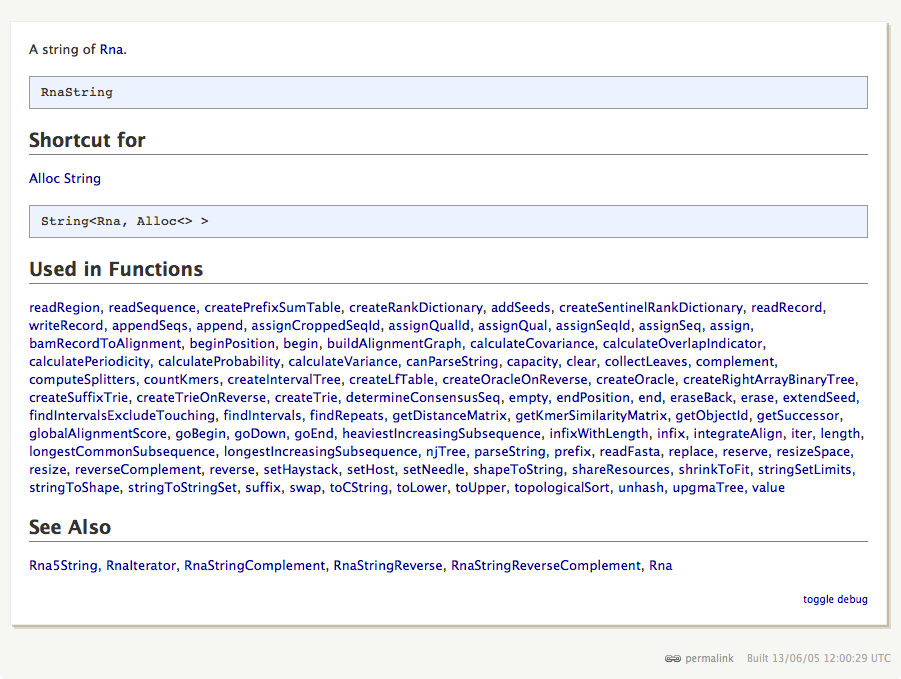 A string of Rna.
RnaString
Shortcut for
Alloc String
String<Rna, Alloc<> >
Used in Functions
readRegion, readSequence, createPrefixSumTable, createRankDictionary, addSeeds, createSentinelRankDictionary, readRecord,
writeRecord, appendSeqs, append, assignCroppedSeqId, assignQualId, assignQual, assignSeqId, assignSeq, assign,
bamRecordToAlignment, beginPosition, begin, buildAlignmentGraph, calculateCovariance, calculateOverlapIndicator,
calculatePeriodicity, calculateProbability, calculateVariance, canParseString, capacity, clear, collectLeaves, complement,
computeSplitters, countKmers, createIntervalTree, createLfTable, createOracleOnReverse, createOracle, createRightArrayBinaryTree,
createSuffixTrie, createTrieOnReverse, createTrie, determineConsensusSeq, empty, endPosition, end, eraseBack, erase, extendSeed,
findIntervalsExcludeTouching, findIntervals, findRepeats, getDistanceMatrix, getKmerSimilarityMatrix, getObjectId, getSuccessor,
globalAlignmentScore, goBegin, goDown, goEnd, heaviestIncreasingSubsequence, infixWithLength, infix, integrateAlign, iter, length,
longestCommonSubsequence, longestIncreasingSubsequence, njTree, parseString, prefix, readFasta, replace, reserve, resizeSpace,
resize, reverseComplement, reverse, setHaystack, setHost, setNeedle, shapeToString, shareResources, shrinkToFit, stringSetLimits,
stringToShape, stringToStringSet, suffix, swap, toCString, toLower, toUpper, topologicalSort, unhash, upgmaTree, value
See Also
Rna5String, RnaIterator, RnaStringComplement, RnaStringReverse, RnaStringReverseComplement, Rna
toggle debug
permalink Built 13/06/05 12:00:29 UTC